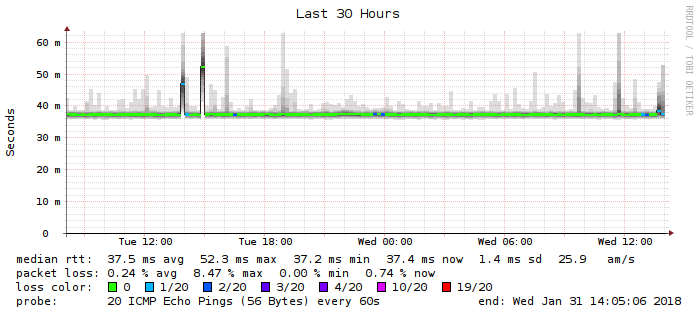 Last 30 Hours
RRDTOOL / TOBI OETIKER
Seconds
60 m
50 m
40 m
30 m
20 m
10 m
0
Tue 12:00 Tue 18:00 Wed 00:00 Wed 06:00 Wed 12:00
median rtt: 37.5 ms avg 52.3 ms max 37.2 ms min 37.4 ms now 1.4 ms sd 25.9 am/s
packet loss: 0.24 % avg 8.47 % max 0.00 % min 0.74 % now
loss color: 0 1/20 2/20 3/20 4/20 10/20 19/20
probe: 20 ICMP Echo Pings (56 Bytes) every 60s end: Wed Jan 31 14:05:06 2018